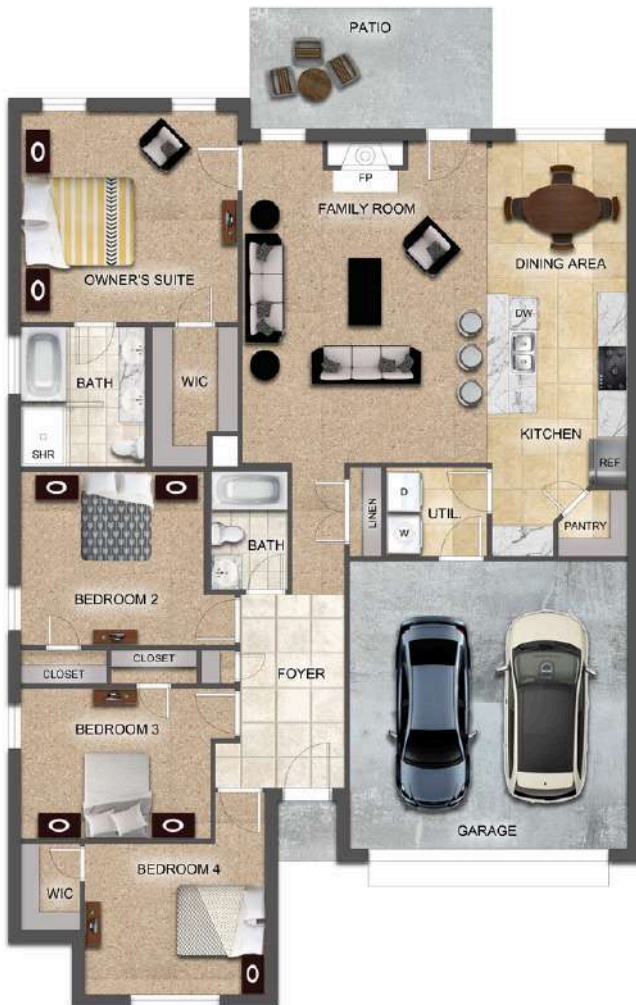 PATIO
FP
FAMILY ROOM
OWNER'S SUITE
DINING AREA
DW
BATH
WIC
SHR
KITCHEN
REF
D
LINEN
UTIL.
W
PANTRY
BATH
BEDROOM 2
CLOSET
CLOSET
FOYER
BEDROOM 3
GARAGE
BEDROOM 4
WIC